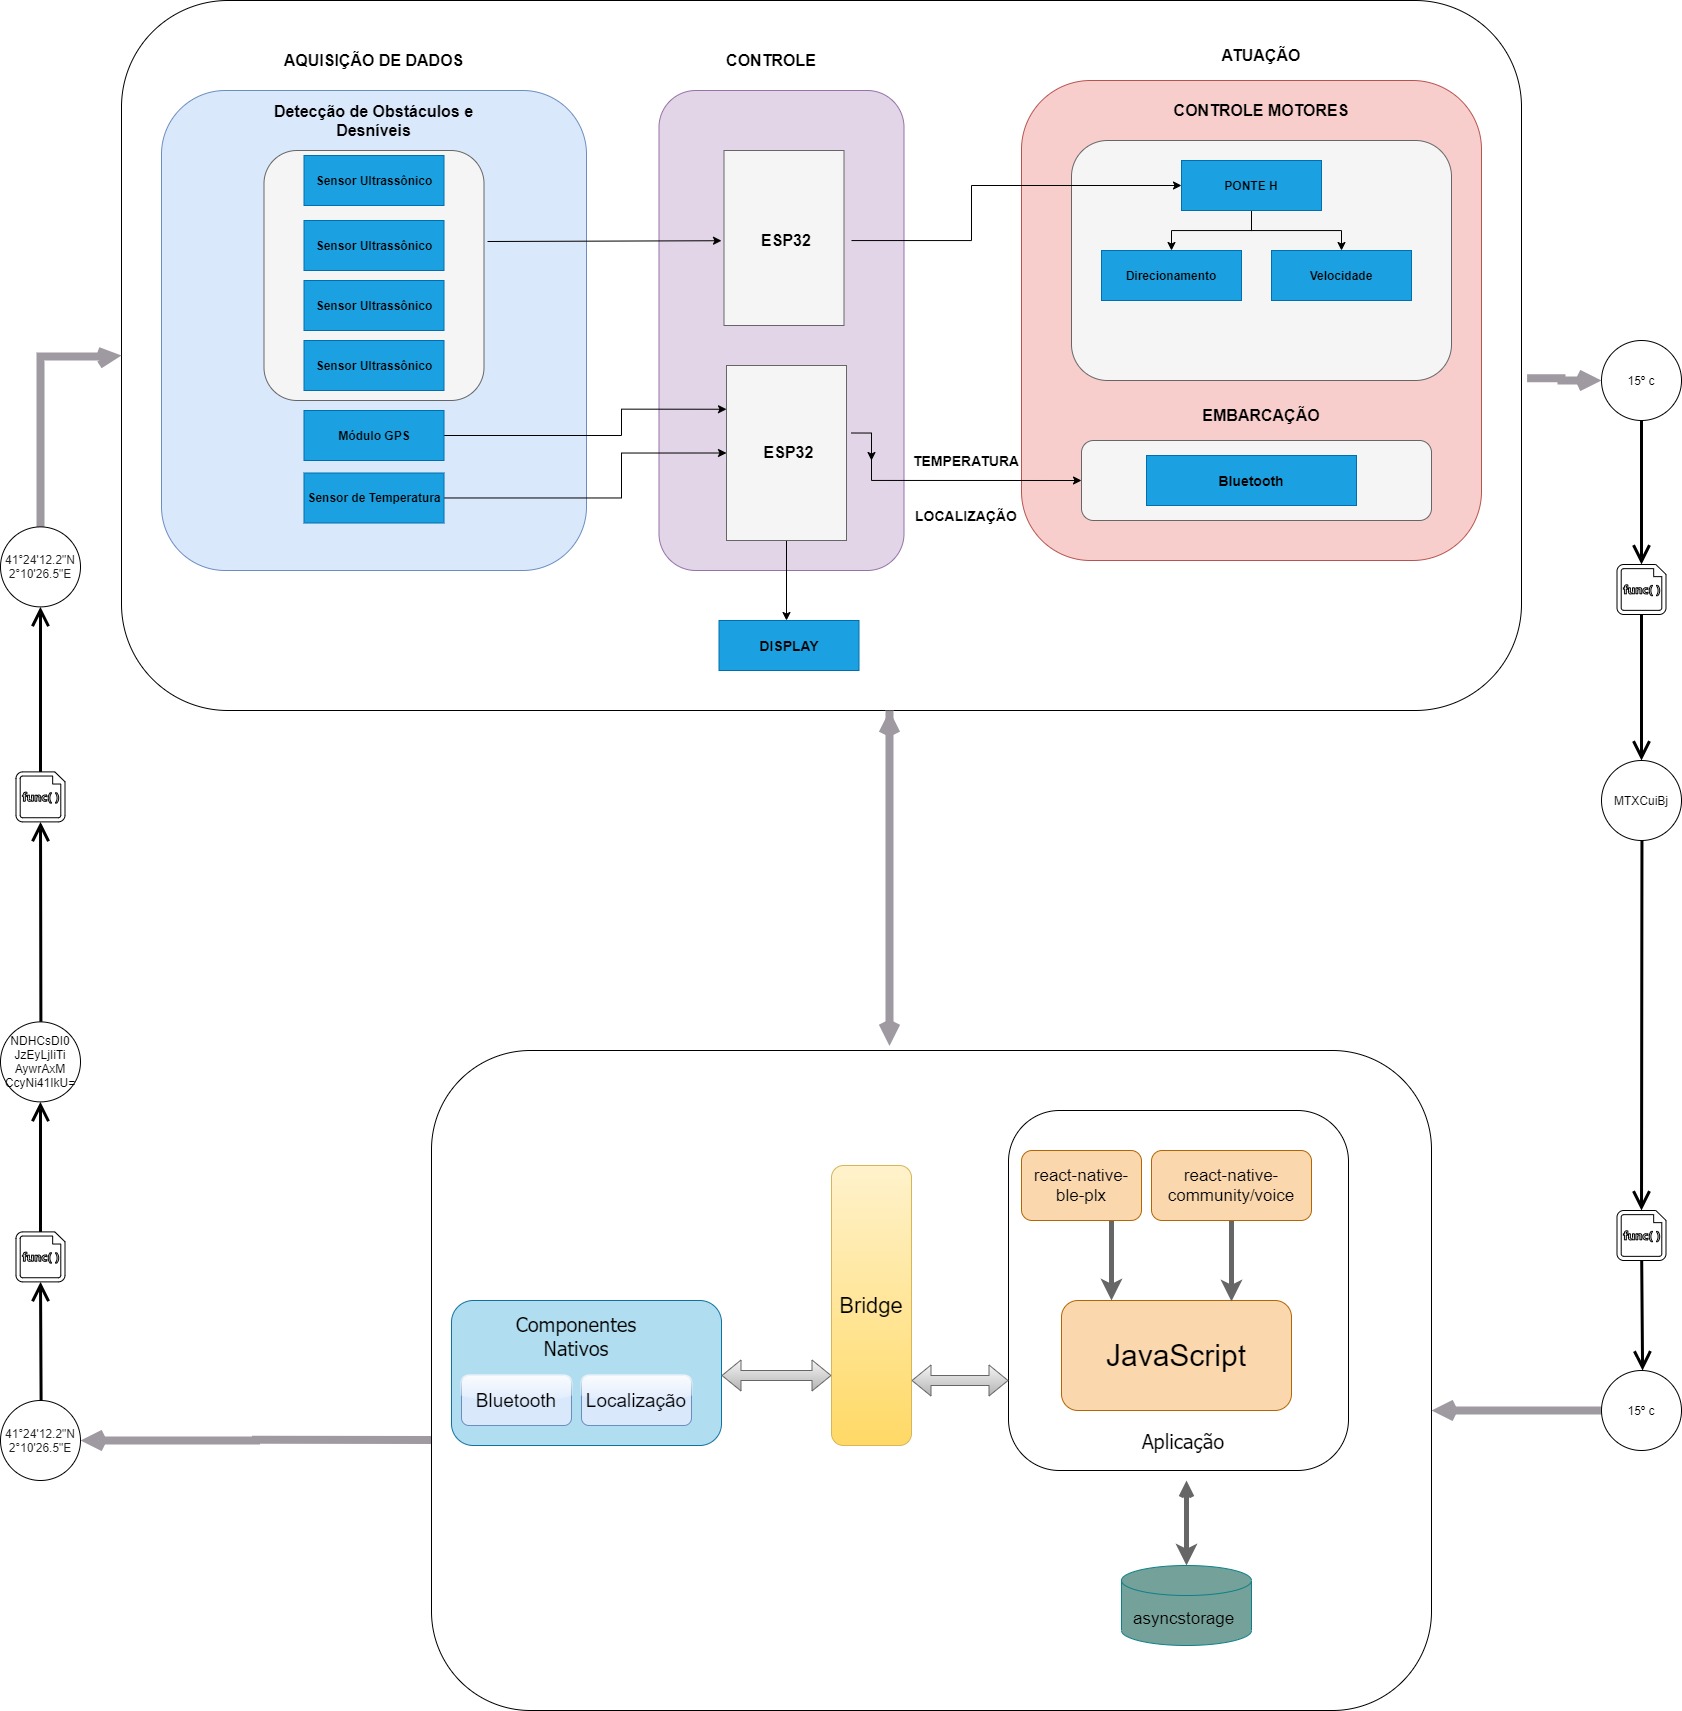 AQUISIÇÃO DE DADOS
CONTROLE
ATUAÇÃO
Detecção de Obstáculos e
Desníveis
Sensor Ultrassônico
Sensor Ultrassônico
Sensor Ultrassônico
Sensor Ultrassônico
Módulo GPS
Sensor de Temperatura
ESP32
ESP32
DISPLAY
CONTROLE MOTORES
PONTE H
Direcionamento
Velocidade
EMBARCAÇÃO
TEMPERATURA
LOCALIZAÇÃO
Bluetooth
15º c
func( )
MTXCuiBj
func( )
15º c
41°24'12.2"N
2°10'26.5"E
func( )
NDHCsDI0
JzEyLjIiTi
AywrAxM
CcyNi41IkU=
func( )
41°24'12.2"N
2°10'26.5"E
Componentes
Nativos
Bluetooth
Localização
Bridge
react-native-
ble-plx
react-native-
community/voice
JavaScript
Aplicação
asyncstorage